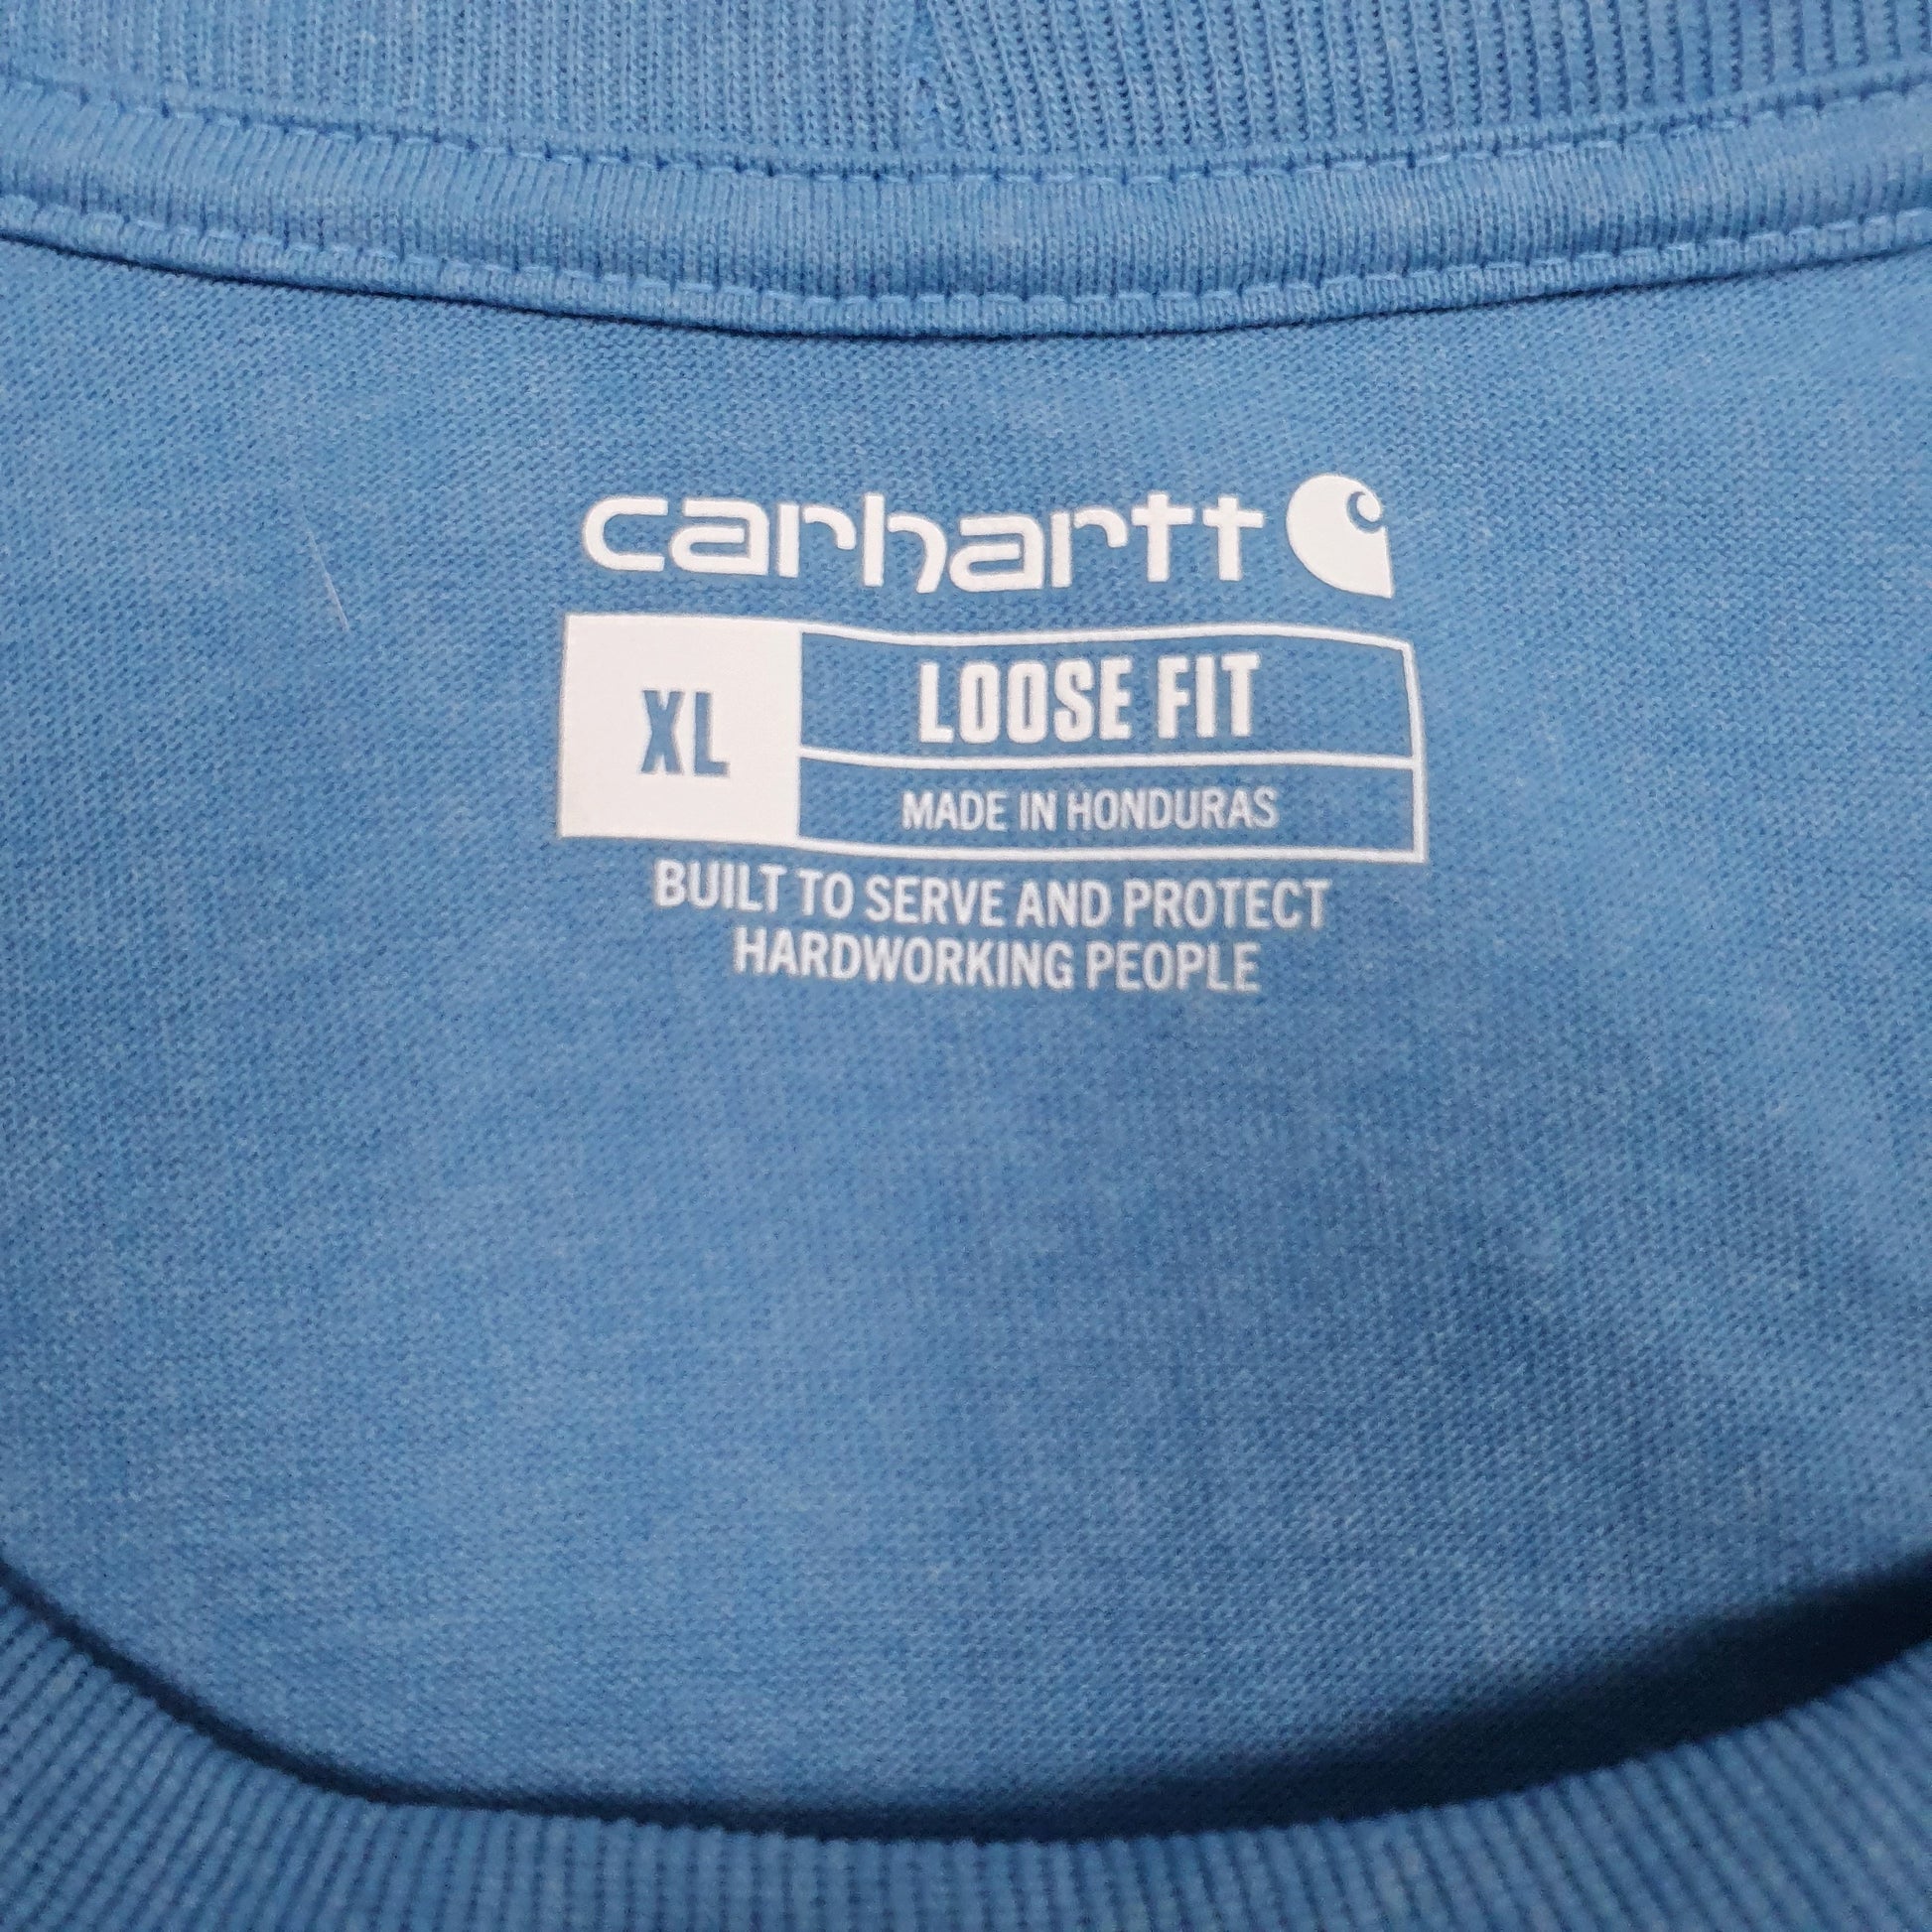 carhartt
XL
LOOSE FIT
MADE IN HONDURAS
BUILT TO SERVE AND PROTECT
HARDWORKING PEOPLE